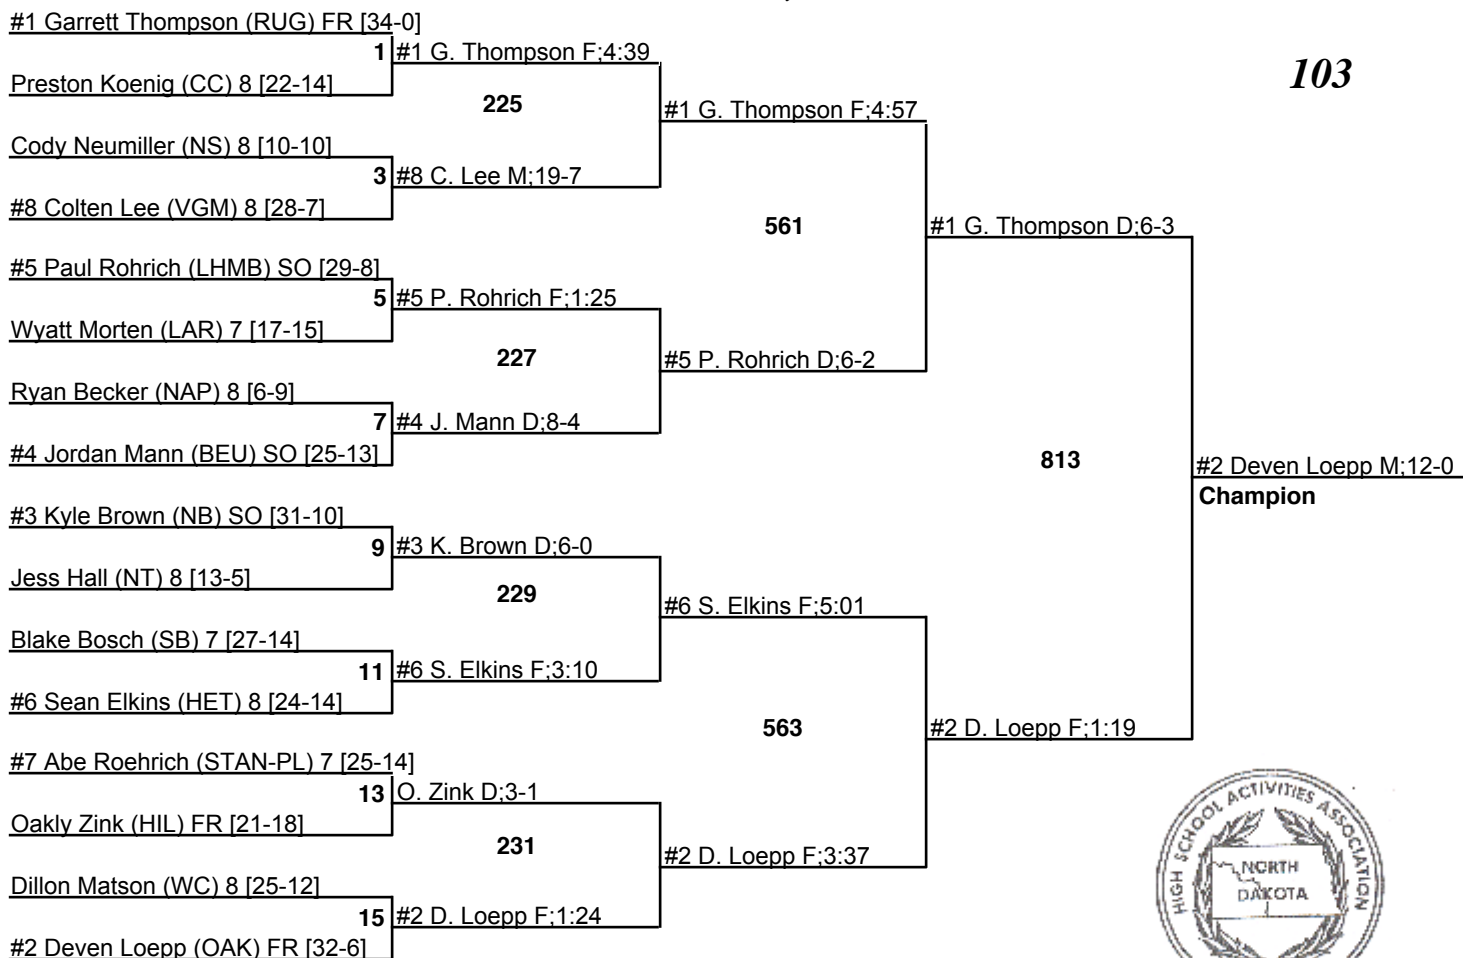 #1 Garrett Thompson (RUG) FR [34-0]
1 #1 G. Thompson F;4:39
103
Preston Koenig (CC) 8 [22-14]
225
#1 G. Thompson F;4:57
Cody Neumiller (NS) 8 [10-10]
3 #8 C. Lee M;19-7
#8 Colten Lee (VGM) 8 [28-7]
561
#1 G. Thompson D;6-3
#5 Paul Rohrich (LHMB) SO [29-8]
5 #5 P. Rohrich F;1:25
Wyatt Morten (LAR) 7 [17-15]
227
#5 P. Rohrich D;6-2
Ryan Becker (NAP) 8 [6-9]
7 #4 J. Mann D;8-4
#4 Jordan Mann (BEU) SO [25-13]
813
#2 Deven Loepp M;12-0
Champion
#3 Kyle Brown (NB) SO [31-10]
9 #3 K. Brown D;6-0
Jess Hall (NT) 8 [13-5]
229
#6 S. Elkins F;5:01
Blake Bosch (SB) 7 [27-14]
11 #6 S. Elkins F;3:10
#6 Sean Elkins (HET) 8 [24-14]
563
#2 D. Loepp F;1:19
#7 Abe Roehrich (STAN-PL) 7 [25-14]
13 O. Zink D;3-1
Oakly Zink (HIL) FR [21-18]
231
#2 D. Loepp F;3:37
Dillon Matson (WC) 8 [25-12]
15 #2 D. Loepp F;1:24
#2 Deven Loepp (OAK) FR [32-6]
HIGH SCHOOL ACTIVITIES ASSOCIATION
NORTH
DAKOTA